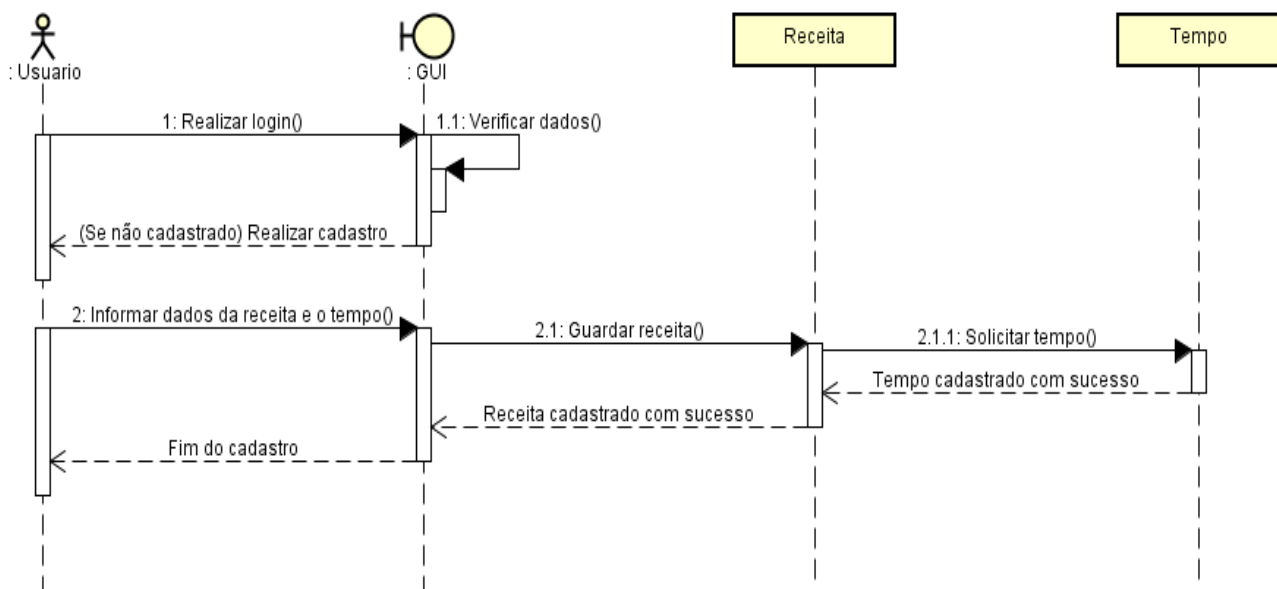 Receita
Tempo
: Usuario
: GUI
1: Realizar login()
1.1: Verificar dados()
(Se não cadastrado) Realizar cadastro
2: Informar dados da receita e o tempo()
2.1: Guardar receita()
2.1.1: Solicitar tempo()
Tempo cadastrado com sucesso
Receita cadastrado com sucesso
Fim do cadastro